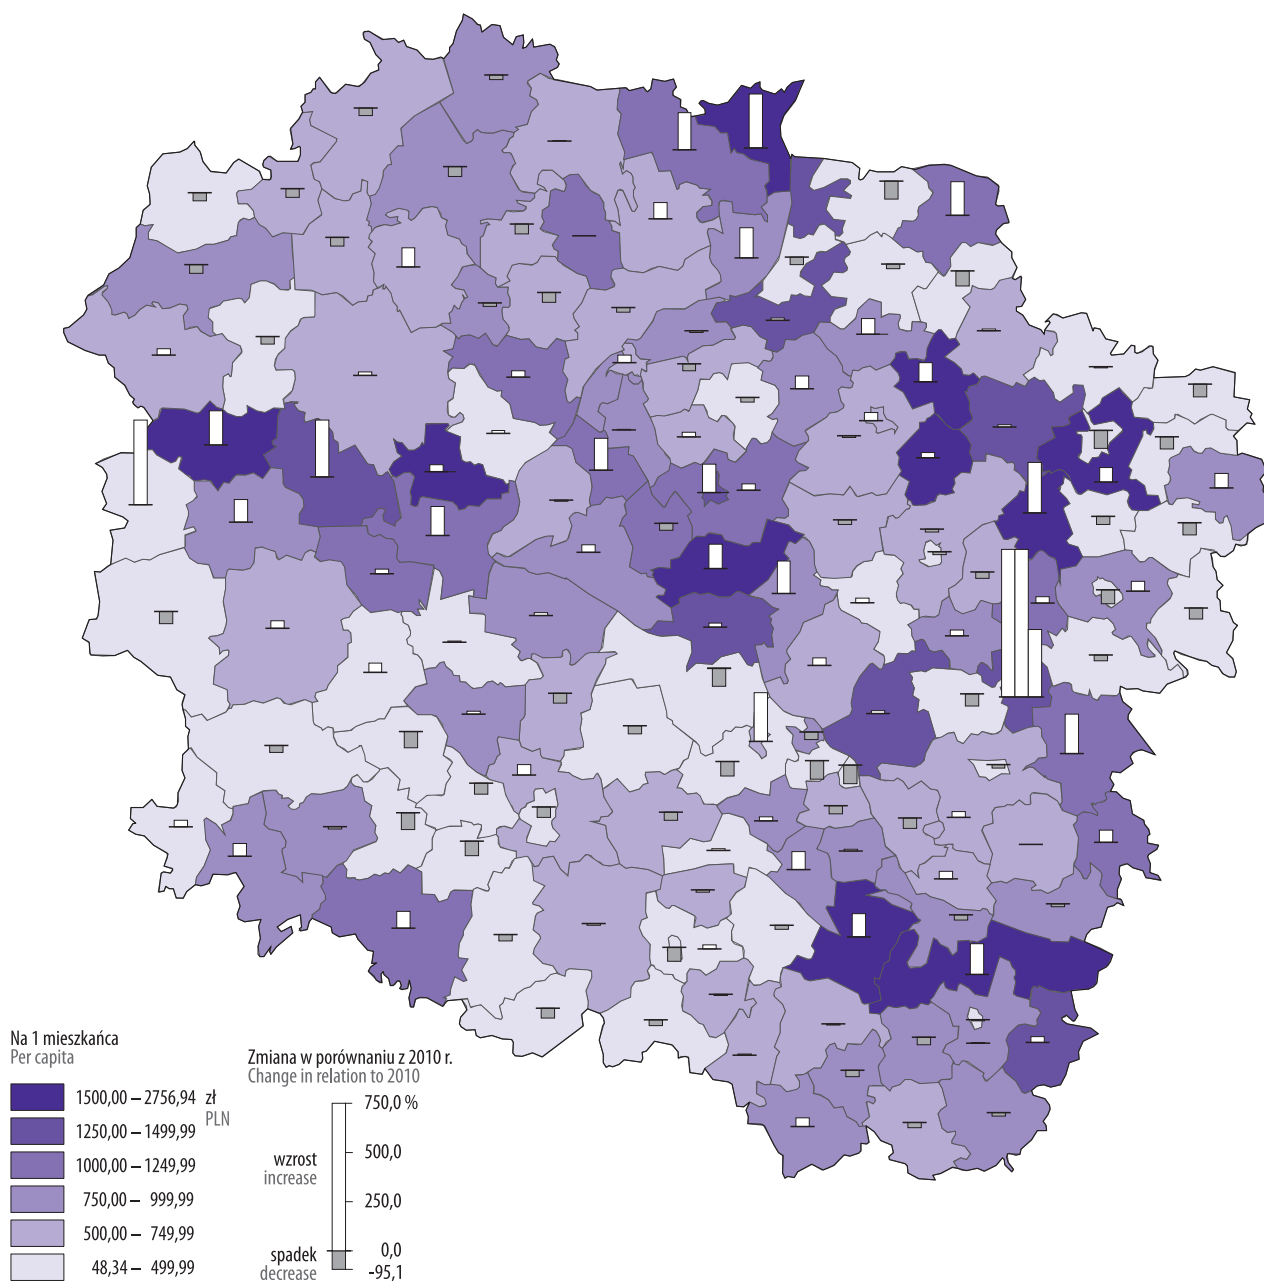 Na 1 mieszkańca
Per capita
1500,00 – 2756,94 zł
PLN
1250,00 – 1499,99
1000,00 – 1249,99
750,00 – 999,99
500,00 – 749,99
48,34 – 499,99
Zmiana w porównaniu z 2010 r.
Change in relation to 2010
750,0 %
500,0
wzrost
increase
250,0
0,0
spadek
decrease
-95,1